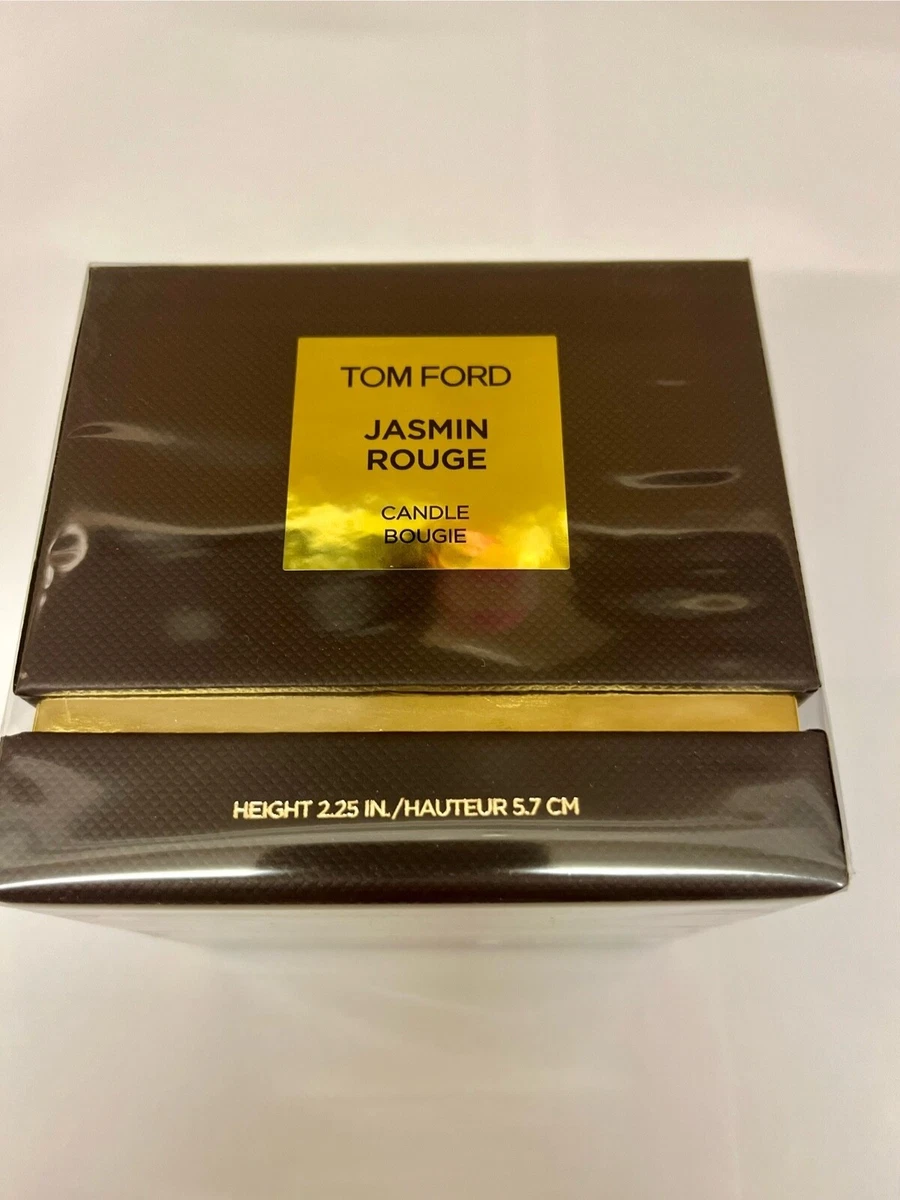 TOM FORD
JASMIN
ROUGE
CANDLE
BOUGIE
HEIGHT 2.25 IN./HAUTEUR 5.7 CM